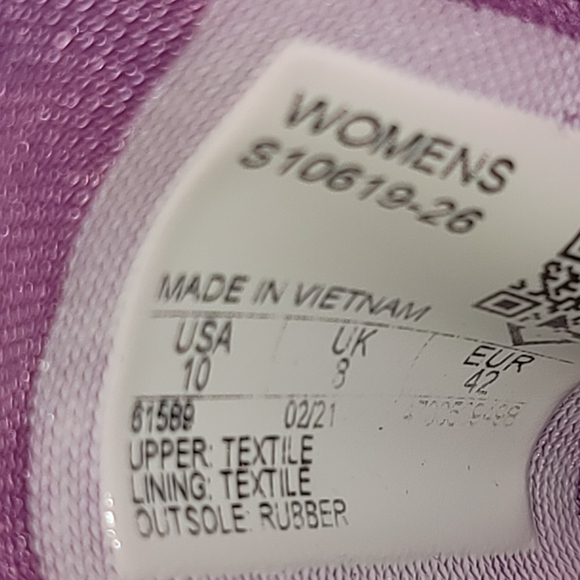 WOMENS
S10619-26
MADE IN VIETNAM
USA UK EUR
10 8 42
61589 02/21
UPPER: TEXTILE
LINING: TEXTILE
OUTSOLE: RUBBER